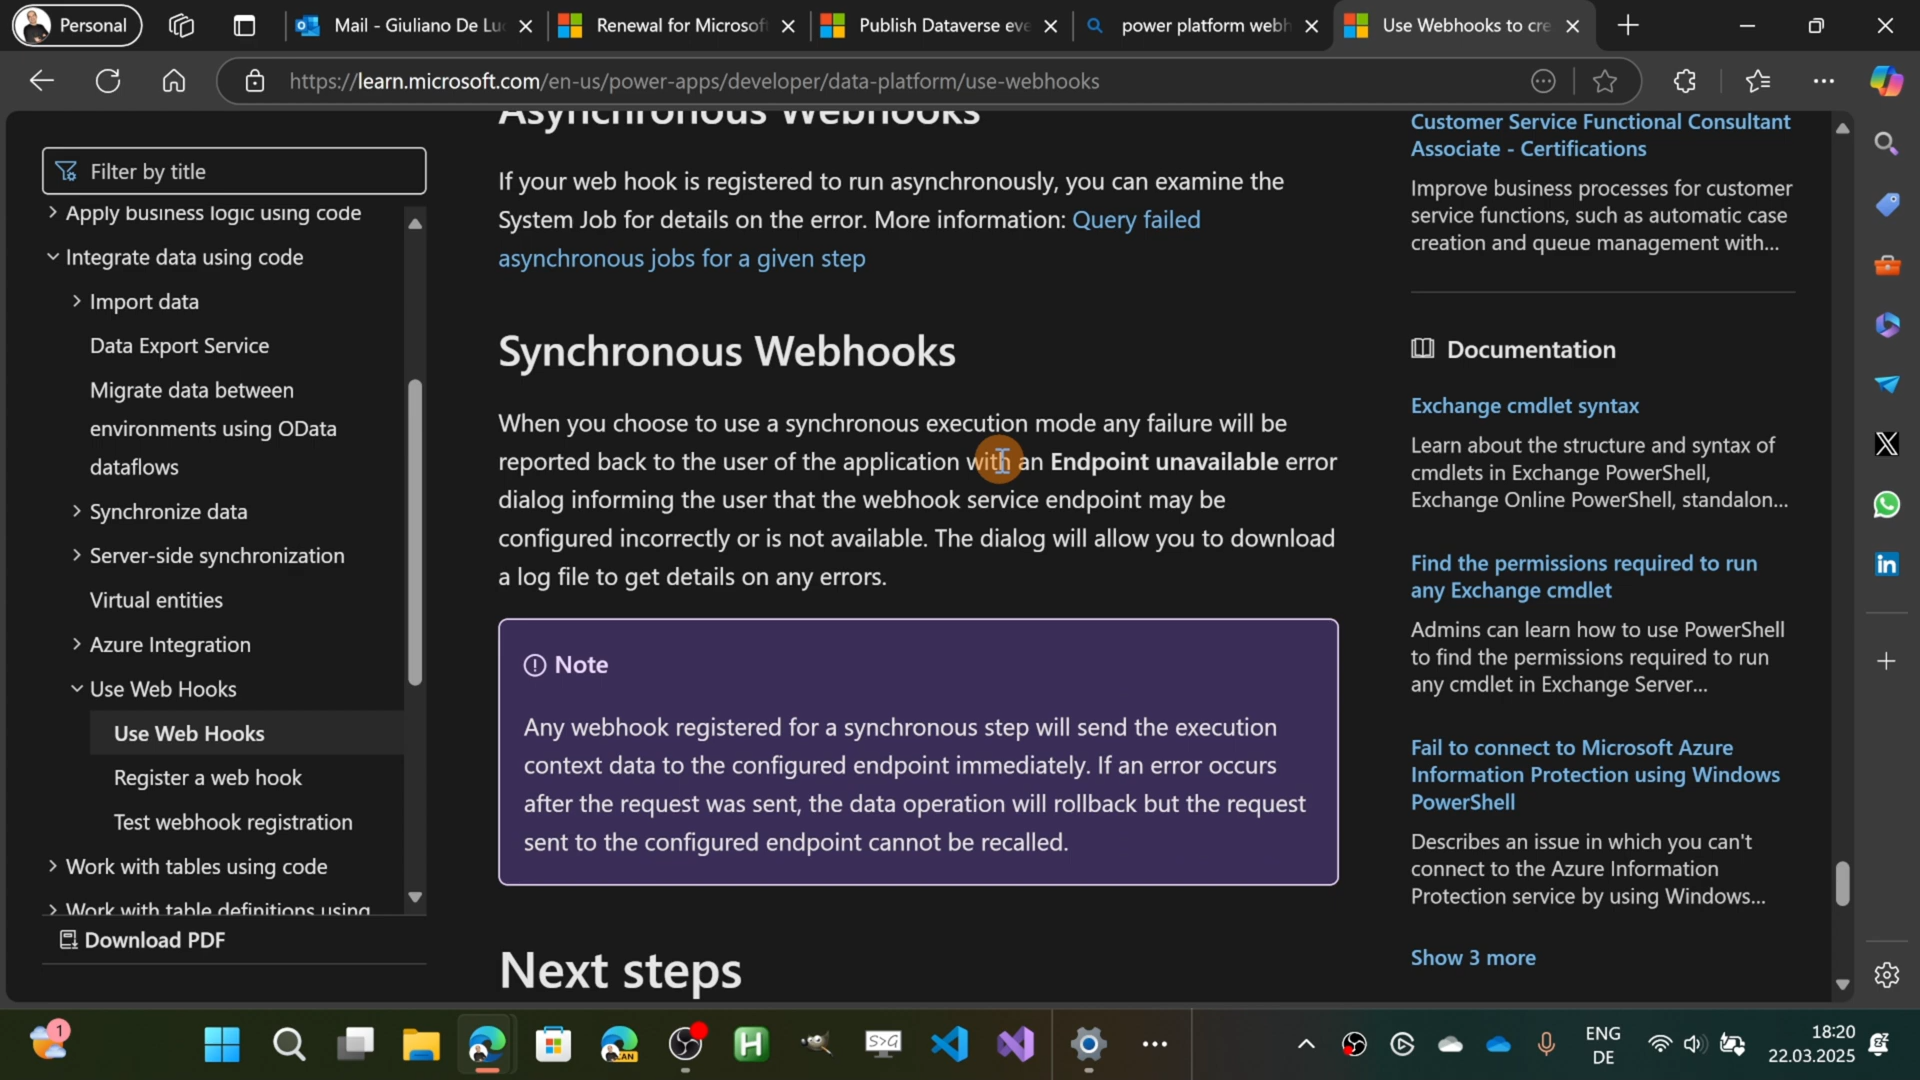 Personal
Mail - Giuliano De Luc
Renewal for Microsoft
Publish Dataverse eve
power platform webh
Use Webhooks to cre
https://learn.microsoft.com/en-us/power-apps/developer/data-platform/use-webhooks
Filter by title
Apply business logic using code
Integrate data using code
Import data
Data Export Service
Migrate data between
environments using OData
dataflows
Synchronize data
Server-side synchronization
Virtual entities
Azure Integration
Use Web Hooks
Use Web Hooks
Register a web hook
Test webhook registration
Work with tables using code
Work with table definitions using
Download PDF
Asynchronous Webhooks
If your web hook is registered to run asynchronously, you can examine the
System Job for details on the error. More information: Query failed
asynchronous jobs for a given step
Synchronous Webhooks
When you choose to use a synchronous execution mode any failure will be
reported back to the user of the application with an Endpoint unavailable error
dialog informing the user that the webhook service endpoint may be
configured incorrectly or is not available. The dialog will allow you to download
a log file to get details on any errors.
Note
Any webhook registered for a synchronous step will send the execution
context data to the configured endpoint immediately. If an error occurs
after the request was sent, the data operation will rollback but the request
sent to the configured endpoint cannot be recalled.
Next steps
Customer Service Functional Consultant
Associate - Certifications
Improve business processes for customer
service functions, such as automatic case
creation and queue management with...
Documentation
Exchange cmdlet syntax
Learn about the structure and syntax of
cmdlets in Exchange PowerShell,
Exchange Online PowerShell, standalon...
Find the permissions required to run
any Exchange cmdlet
Admins can learn how to use PowerShell
to find the permissions required to run
any cmdlet in Exchange Server...
Fail to connect to Microsoft Azure
Information Protection using Windows
PowerShell
Describes an issue in which you can't
connect to the Azure Information
Protection service by using Windows...
Show 3 more
1
S>G
ENG
DE
18:20
22.03.2025